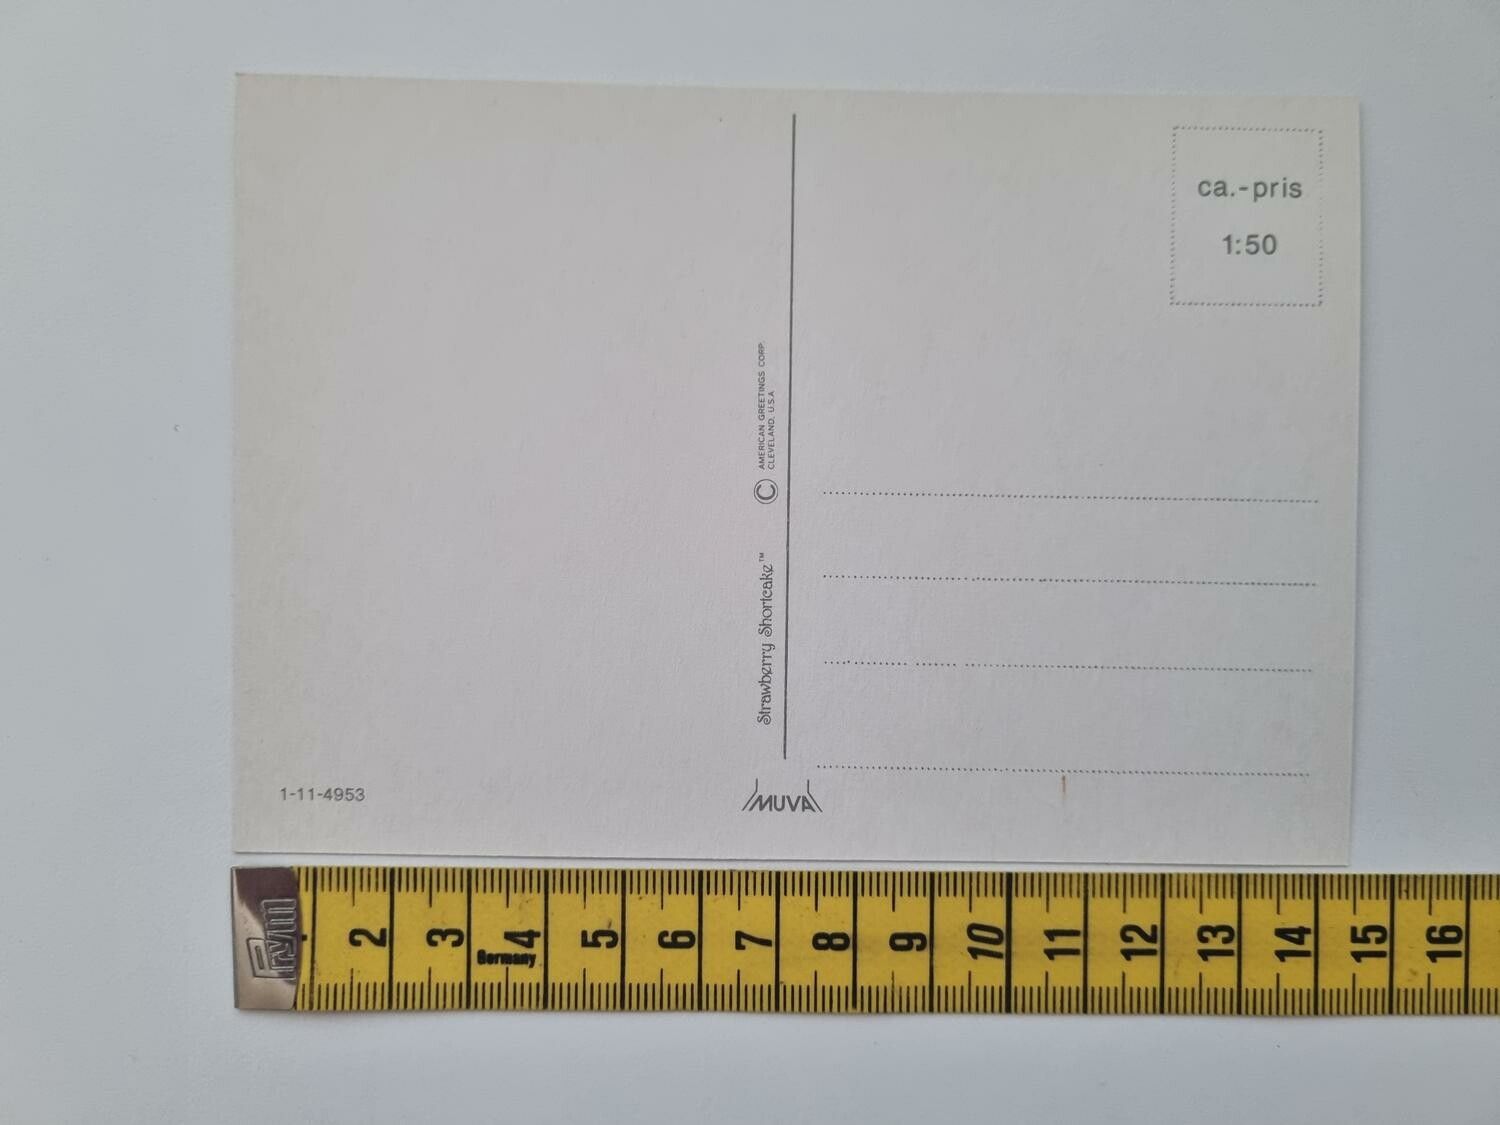 ca.-pris
1:50
AMERICAN GREETINGS CORP.
CLEVELAND, U.S.A
©
Strawberry Shortcake™
1-11-4953
MUVA
Prym
2 3 4 5 6 7 8 9 10 11 12 13 14 15 16
Germany